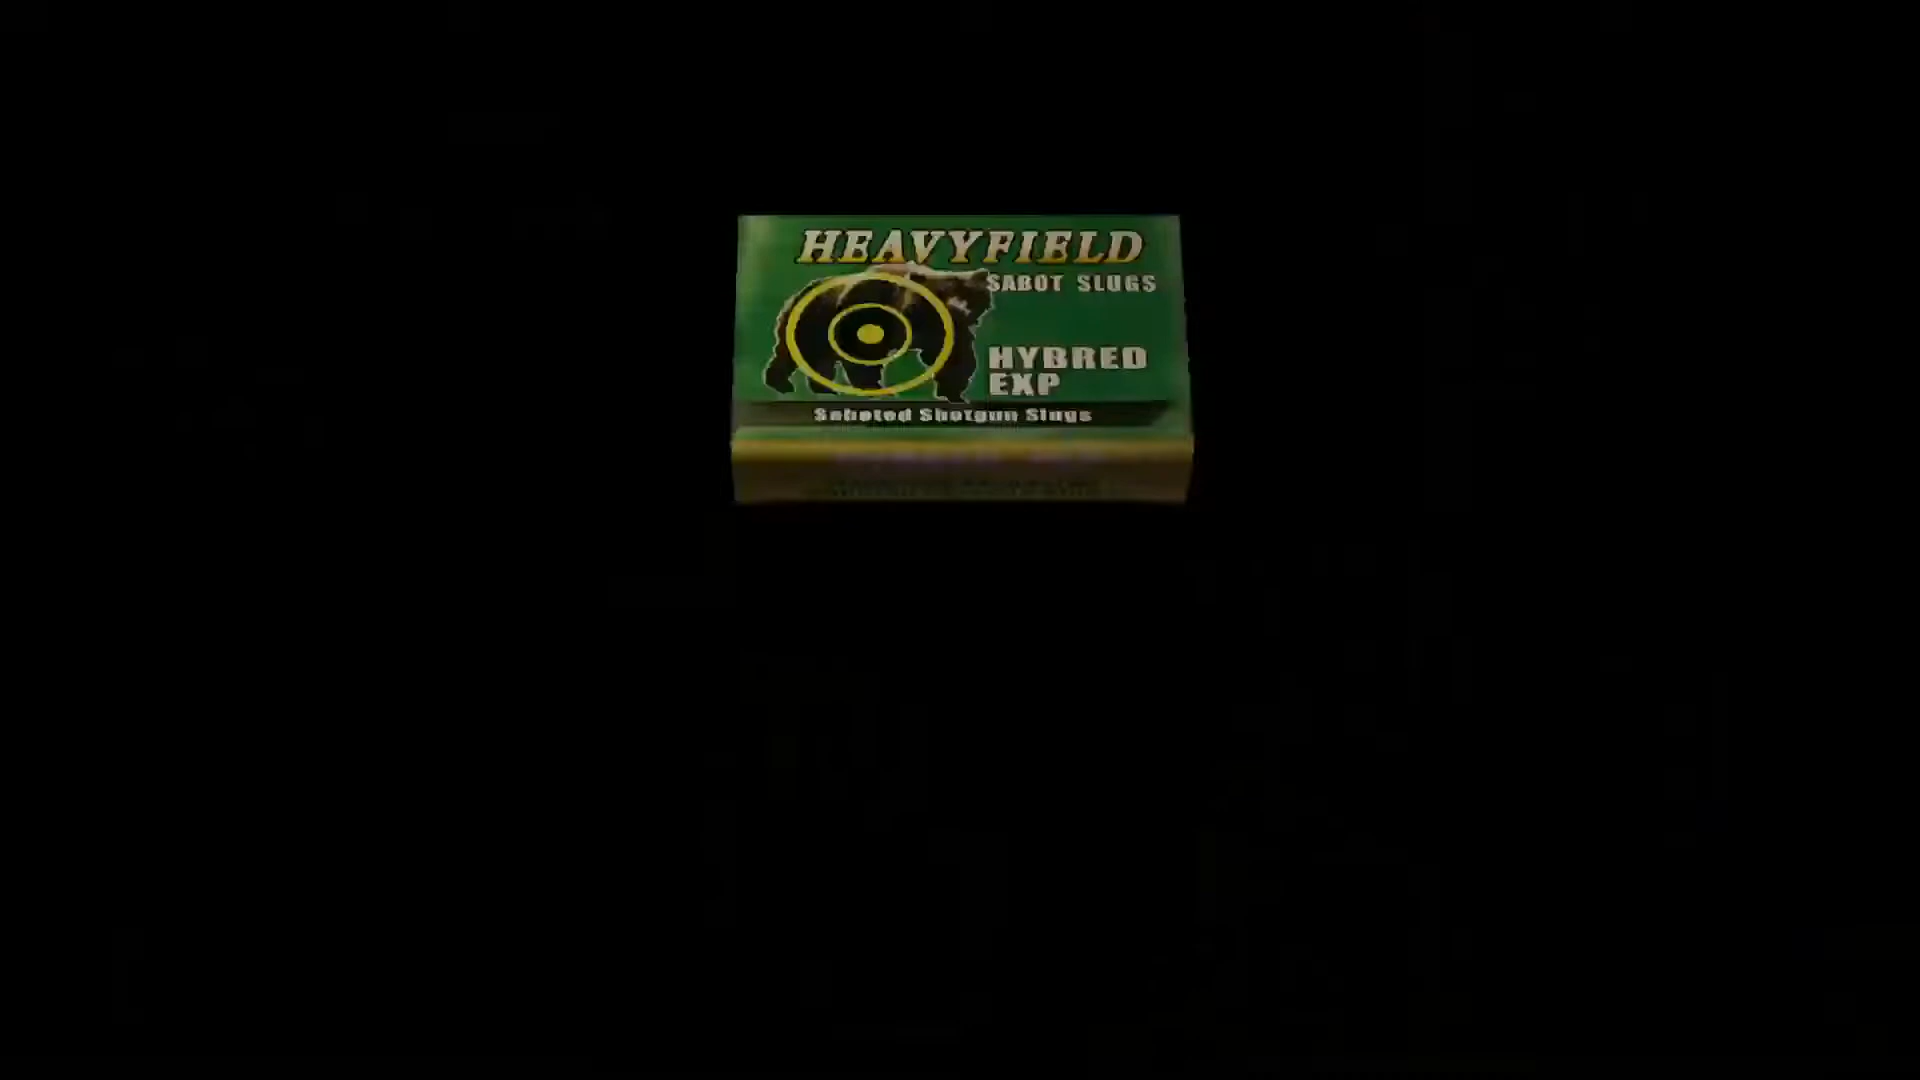 HEAVYFIELD
SABOT SLUGS
HYBRED
EXP
Saboted Shotgun Slugs